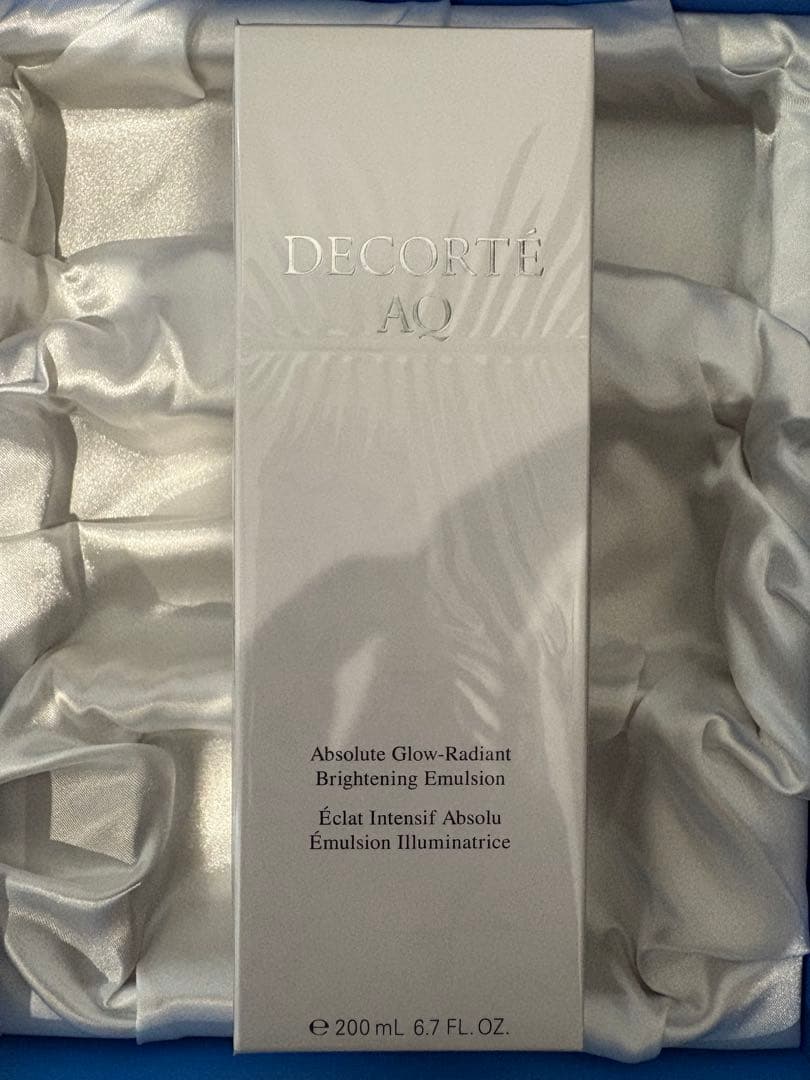 DECORTÉ
AQ
Absolute Glow-Radiant
Brightening Emulsion
Éclat Intensif Absolu
Émulsion Illuminatrice
℮ 200 mL 6.7 FL. OZ.